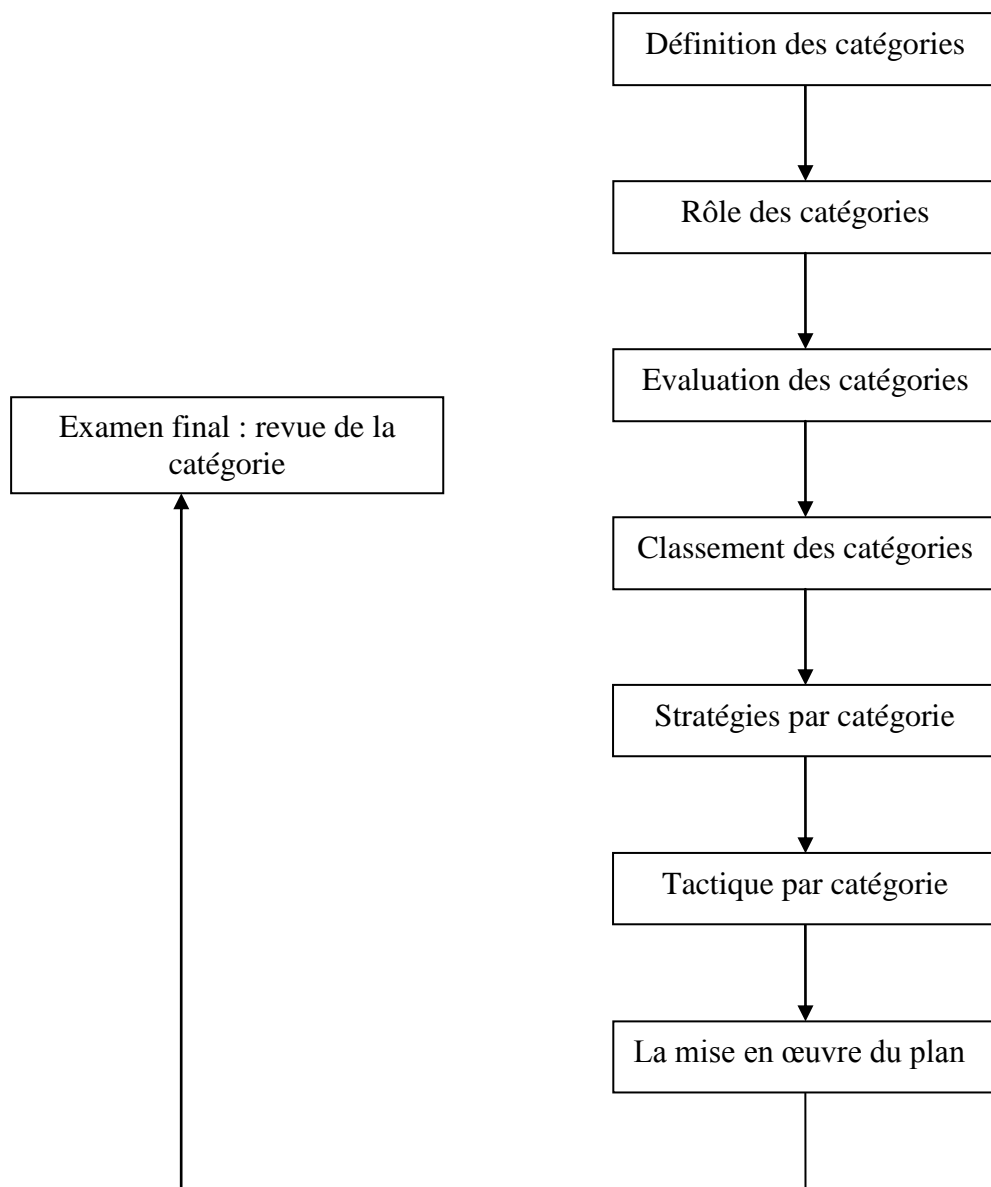 Définition des catégories
Rôle des catégories
Evaluation des catégories
Examen final : revue de la
catégorie
Classement des catégories
Stratégies par catégorie
Tactique par catégorie
La mise en œuvre du plan